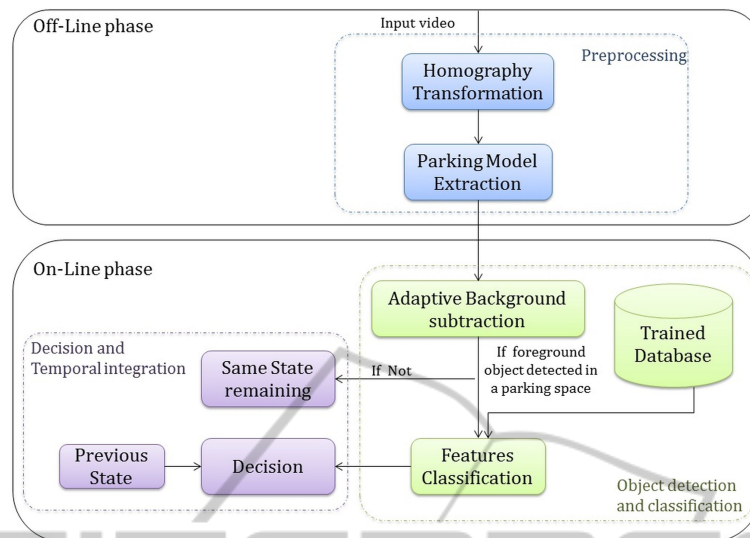 Off-Line phase
Input video
Preprocessing
Homography
Transformation
Parking Model
Extraction
On-Line phase
Adaptive Background
subtraction
Trained
Database
Decision and
Temporal integration
Same State
remaining
If Not
If foreground
object detected in
a parking space
Previous
State
Decision
Features
Classification
Object detection
and classification